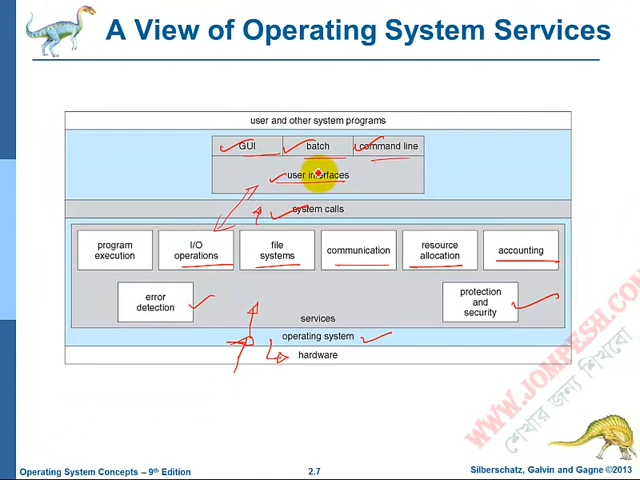 A View of Operating System Services
user and other system programs
GUI batch command line
user interfaces
system calls
program execution
I/O operations
file systems
communication
resource allocation
accounting
error detection
protection and security
services
operating system
hardware
WWW.JOMPESH.COM
শেখার জন্য শিখবো
Operating System Concepts – 9th Edition
2.7
Silberschatz, Galvin and Gagne ©2013